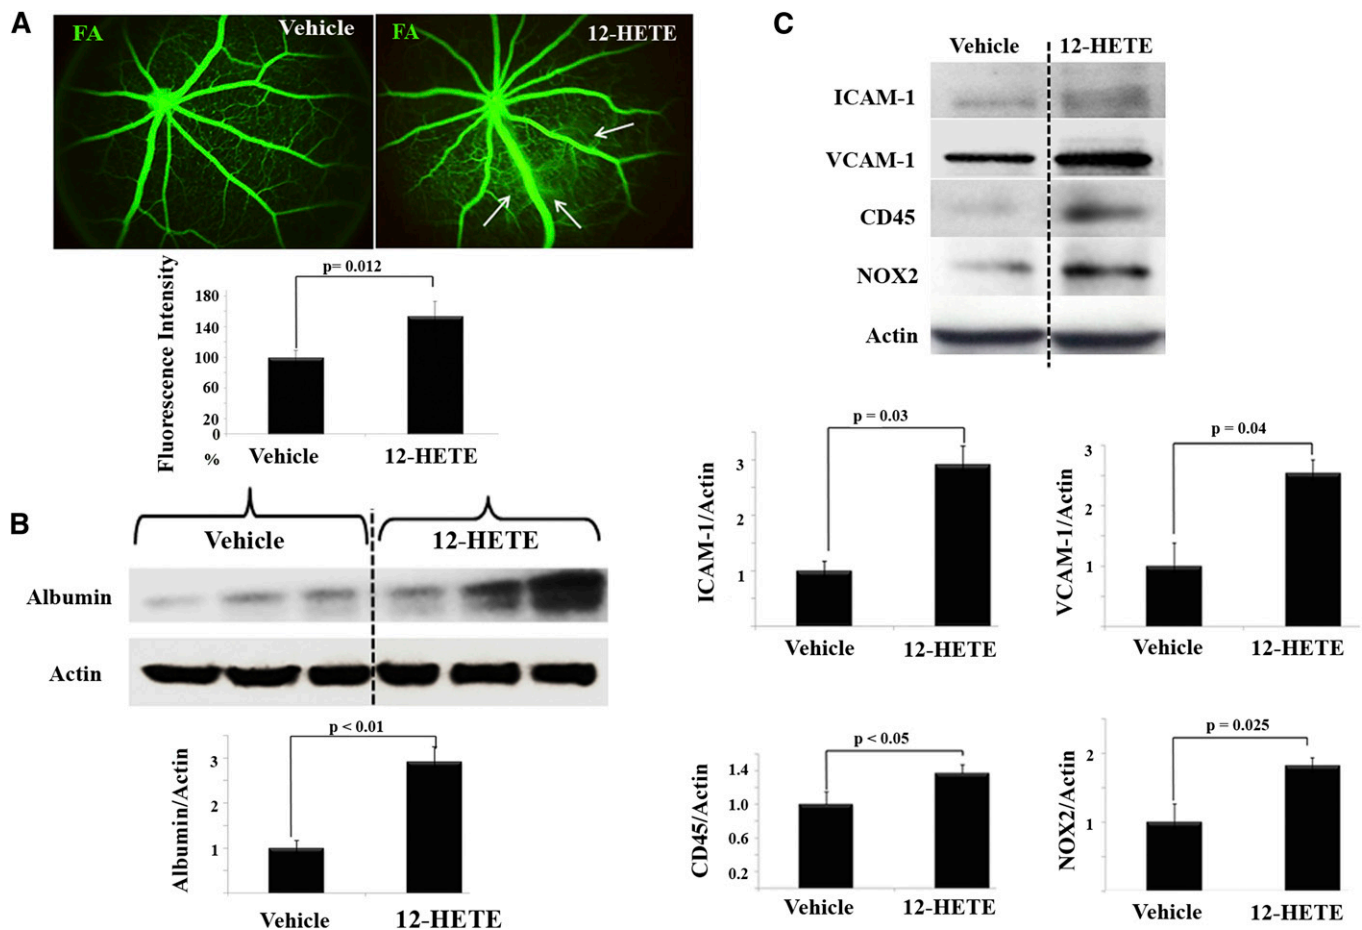 A
FA
Vehicle
FA
12-HETE
p= 0.012
Fluorescence Intensity
180
140
100
60
20
0
%
Vehicle
12-HETE
B
Vehicle
12-HETE
Albumin
Actin
p < 0.01
Albumin/Actin
3
2
1
Vehicle
12-HETE
C
Vehicle
12-HETE
ICAM-1
VCAM-1
CD45
NOX2
Actin
p = 0.03
ICAM-1/Actin
3
2
1
Vehicle
12-HETE
p = 0.04
VCAM-1/Actin
3
2
1
Vehicle
12-HETE
p < 0.05
CD45/Actin
1.4
1.0
0.6
0.2
Vehicle
12-HETE
p = 0.025
NOX2/Actin
2
1
Vehicle
12-HETE